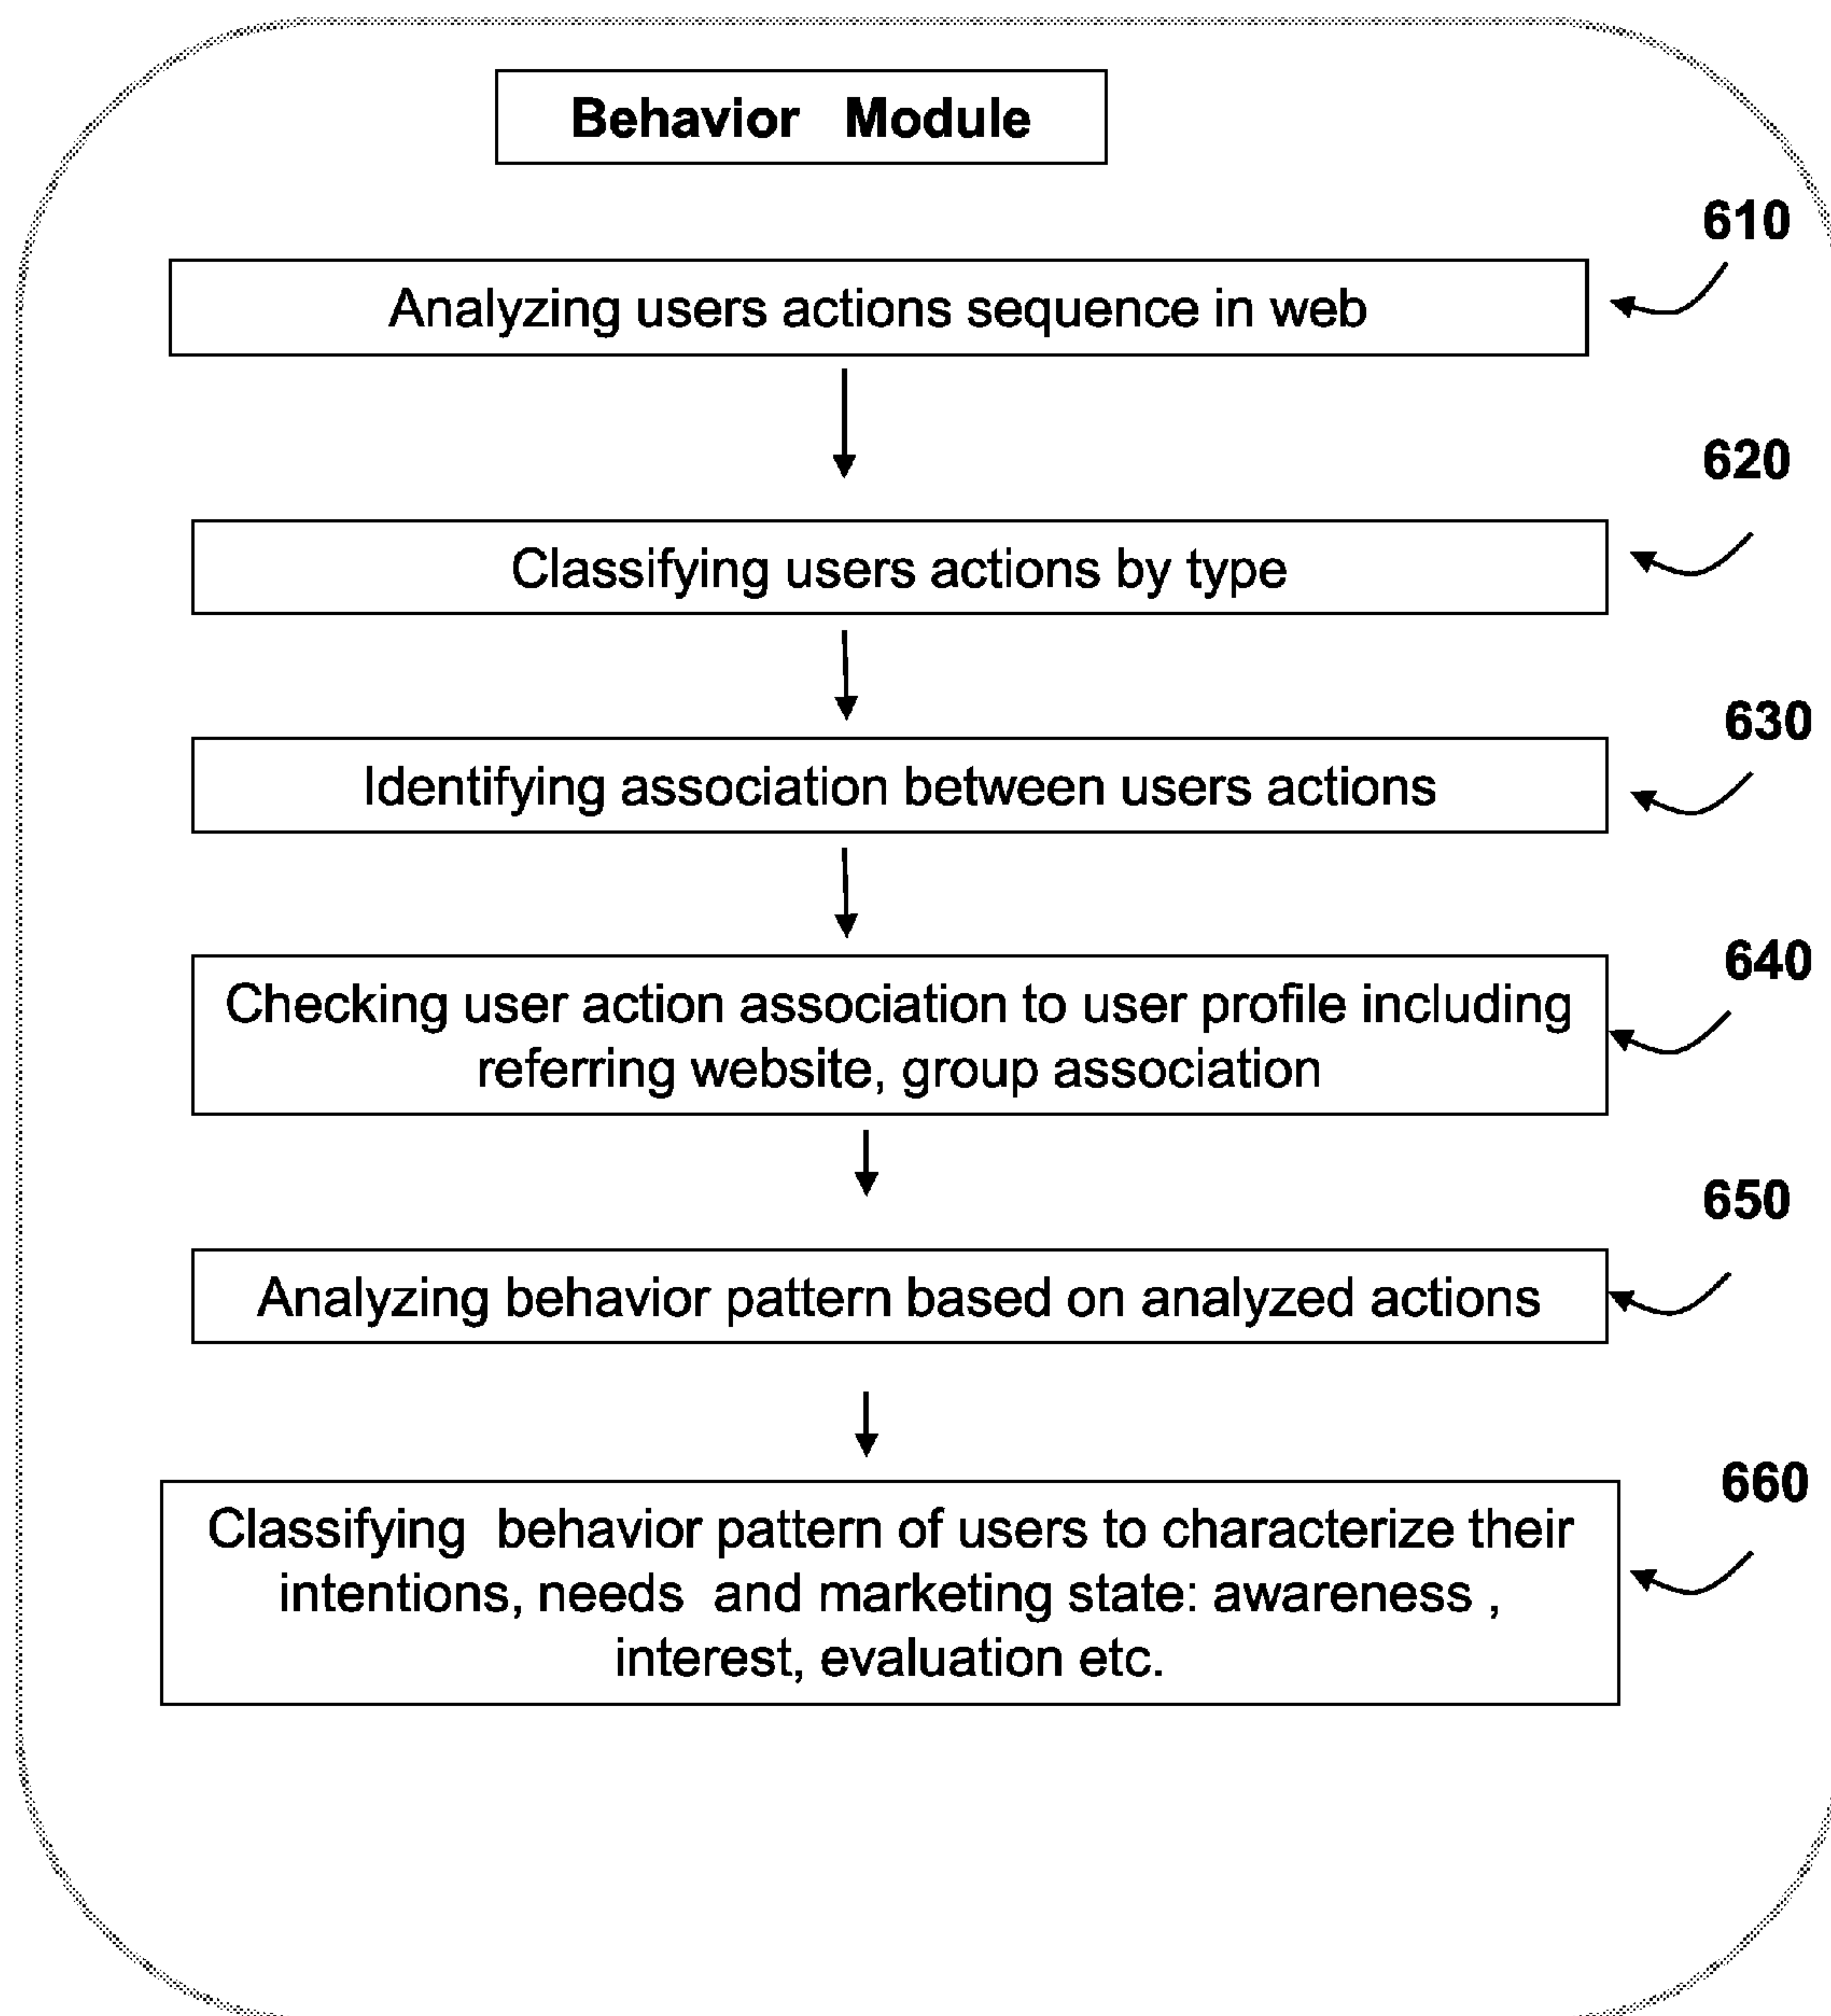 Behavior Module
610
Analyzing users actions sequence in web
620
Classifying users actions by type
630
Identifying association between users actions
640
Checking user action association to user profile including
referring website, group association
650
Analyzing behavior pattern based on analyzed actions
660
Classifying behavior pattern of users to characterize their
intentions, needs and marketing state: awareness ,
interest, evaluation etc.